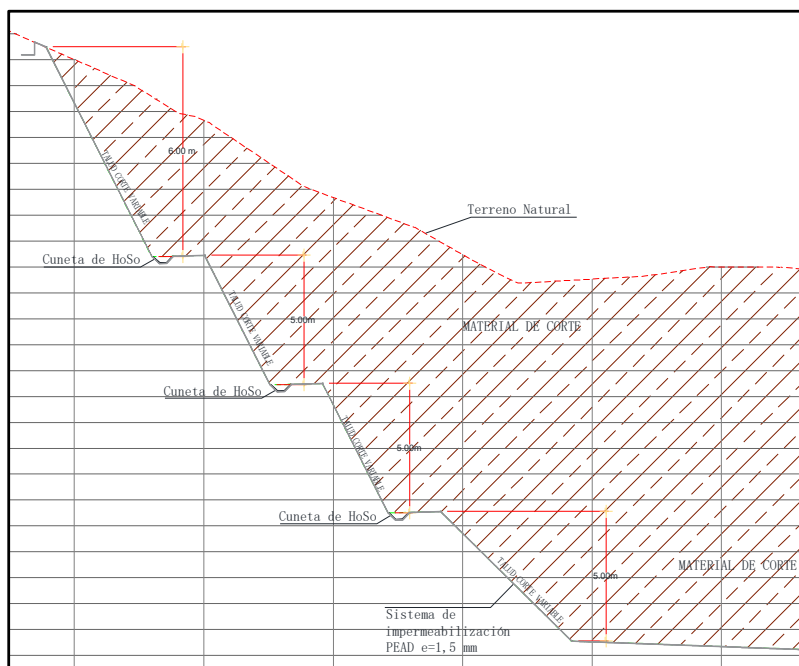 6.00 m
TALUD CORTE VARIABLE
Terreno Natural
Cuneta de HoSo
TALUD CORTE VARIABLE
5.00m
MATERIAL DE CORTE
Cuneta de HoSo
TALUD CORTE VARIABLE
5.00m
Cuneta de HoSo
MATERIAL DE CORTE
5.00m
TALUD CORTE VARIABLE
Sistema de
impermeabilización
PEAD e=1,5 mm